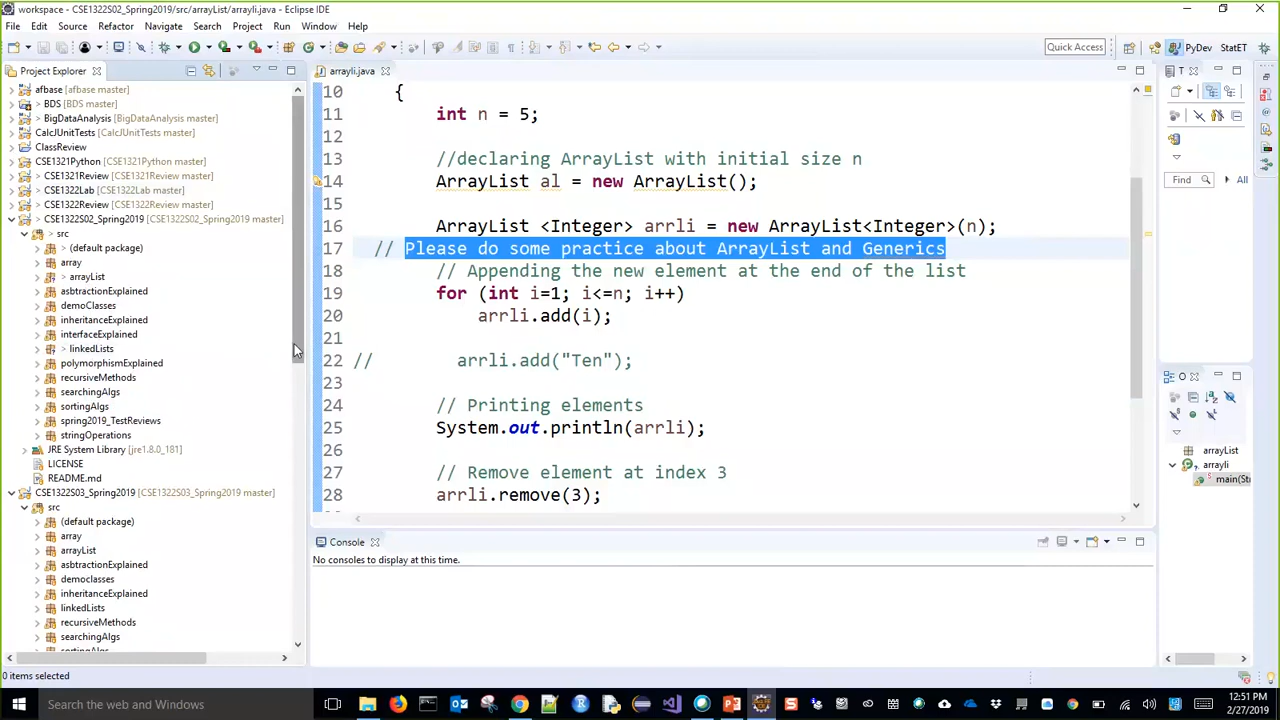 workspace - CSE1322S02_Spring2019/src/arrayList/arrayli.java - Eclipse IDE
File Edit Source Refactor Navigate Search Project Run Window Help
Quick Access
PyDev
StatET
Project Explorer
afbase [afbase master]
> BDS [BDS master]
> BigDataAnalysis [BigDataAnalysis master]
CalcJUnitTests [CalcJUnitTests master]
ClassReview
CSE1321Python [CSE1321Python master]
> CSE1321Review [CSE1321Review master]
> CSE1322Lab [CSE1322Lab master]
> CSE1322Review [CSE1322Review master]
> CSE1322S02_Spring2019 [CSE1322S02_Spring2019 master]
> src
> (default package)
array
> arrayList
asbtractionExplained
demoClasses
inheritanceExplained
interfaceExplained
> linkedLists
polymorphismExplained
recursiveMethods
searchingAlgs
sortingAlgs
spring2019_TestReviews
stringOperations
JRE System Library [jre1.8.0_181]
LICENSE
README.md
CSE1322S03_Spring2019 [CSE1322S03_Spring2019 master]
src
(default package)
array
arrayList
asbtractionExplained
democlasses
inheritanceExplained
linkedLists
recursiveMethods
searchingAlgs
sortingAlgs
arrayli.java
10 {
11 int n = 5;
12
13 //declaring ArrayList with initial size n
14 ArrayList al = new ArrayList();
16 ArrayList <Integer> arrli = new ArrayList<Integer>(n);
17 // Please do some practice about ArrayList and Generics
18 // Appending the new element at the end of the list
19 for (int i=1; i<=n; i++)
20 arrli.add(i);
21
22 // arrli.add("Ten");
23
24 // Printing elements
25 System.out.println(arrli);
26
27 // Remove element at index 3
28 arrli.remove(3);
Console
No consoles to display at this time.
T
Find
All
O
arrayList
arrayli
main(Str
0 items selected
Search the web and Windows
12:51 PM
2/27/2019